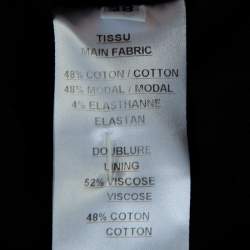 TISSU
MAIN FABRIC
48% COTON / COTTON
48% MODAL / MODAL
4% ELASTHANNE
ELASTAN
DOUBLURE
LINING
52% VISCOSE
VISCOSE
48% COTON
COTTON